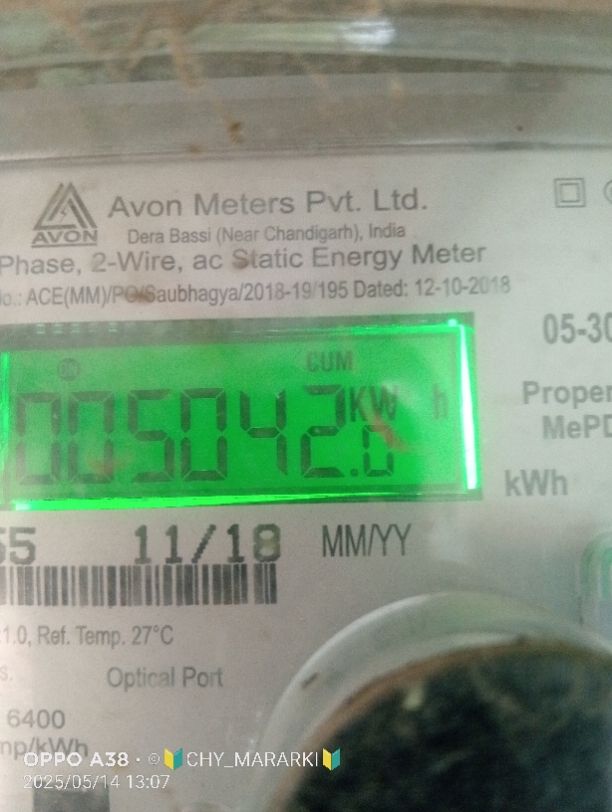 Avon Meters Pvt. Ltd.
AVON
Dera Bassi (Near Chandigarh), India
Phase, 2-Wire, ac Static Energy Meter
o.: ACE(MM)/PO/Saubhagya/2018-19/195 Dated: 12-10-2018
05-30
CUM
005042.0 KW h
Proper
MePD
kWh
55 11/18 MM/YY
1.0, Ref. Temp. 27°C
s.
Optical Port
6400
mp/kWh
OPPO A38 · © CHY_MARARKI
2025/05/14 13:07